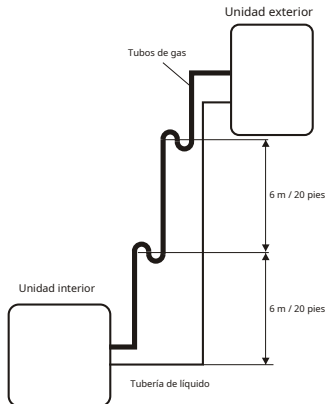 Unidad exterior
Tubos de gas
6 m / 20 pies
Unidad interior
6 m / 20 pies
Tubería de líquido